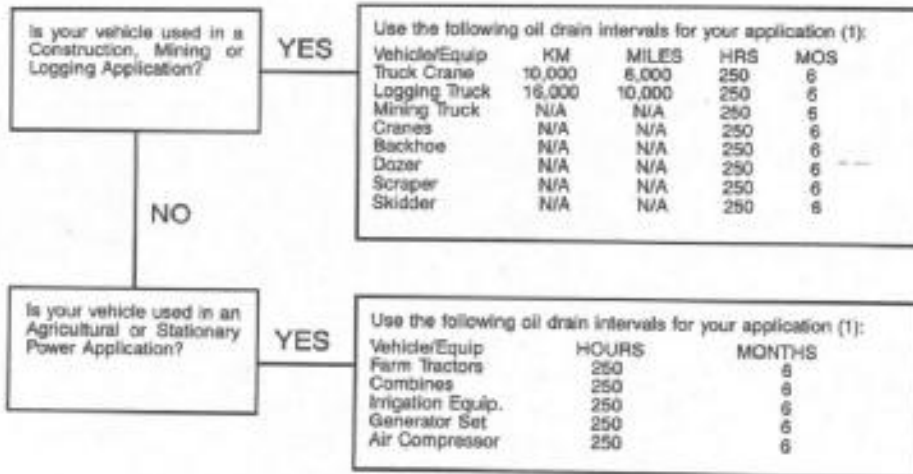 Is your vehicle used in a
Construction, Mining or
Logging Application?
YES
Use the following oil drain intervals for your application (1):
Vehicle/Equip KM MILES HRS MOS
Truck Crane 10,000 6,000 250 6
Logging Truck 16,000 10,000 250 6
Mining Truck N/A N/A 250 6
Cranes N/A N/A 250 6
Backhoe N/A N/A 250 6
Dozer N/A N/A 250 6
Scraper N/A N/A 250 6
Skidder N/A N/A 250 6
NO
Is your vehicle used in an
Agricultural or Stationary
Power Application?
YES
Use the following oil drain intervals for your application (1):
Vehicle/Equip HOURS MONTHS
Farm Tractors 250 6
Combines 250 6
Irrigation Equip. 250 6
Generator Set 250 6
Air Compressor 250 6